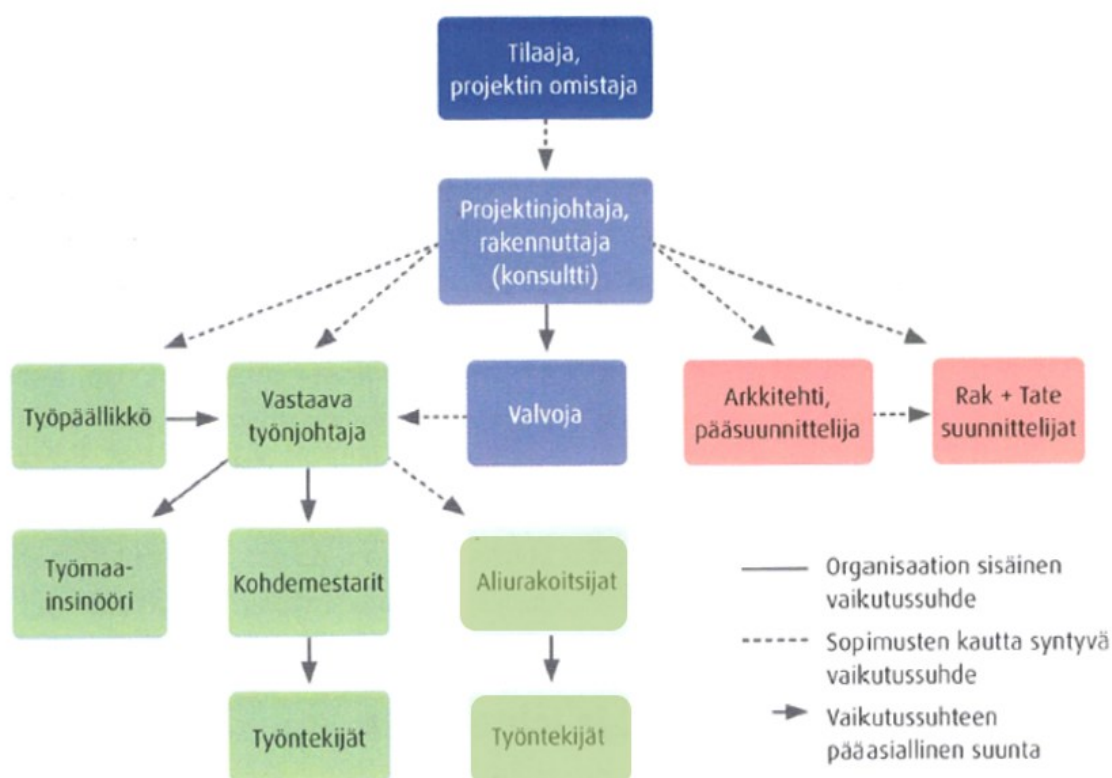 Tilaaja,
projektin omistaja
Projektinjohtaja,
rakennuttaja
(konsultti)
Työpäällikkö
Vastaava
työnjohtaja
Valvoja
Arkkitehti,
pääsuunnittelija
Rak + Tate
suunnittelijat
Työmaa-
insinööri
Kohdemestarit
Aliurakoitsijat
Työntekijät
Työntekijät
Organisaation sisäinen
vaikutussuhde
Sopimusten kautta syntyvä
vaikutussuhde
Vaikutussuhteen
pääasiallinen suunta